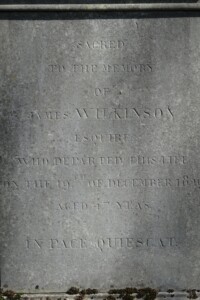 SACRED
TO THE MEMORY
OF
JAMES WILKINSON
ESQUIRE
WHO DEPARTED THIS LIFE
ON THE OF DECEMBER
AGED YEARS
IN PACE QUIESCAT